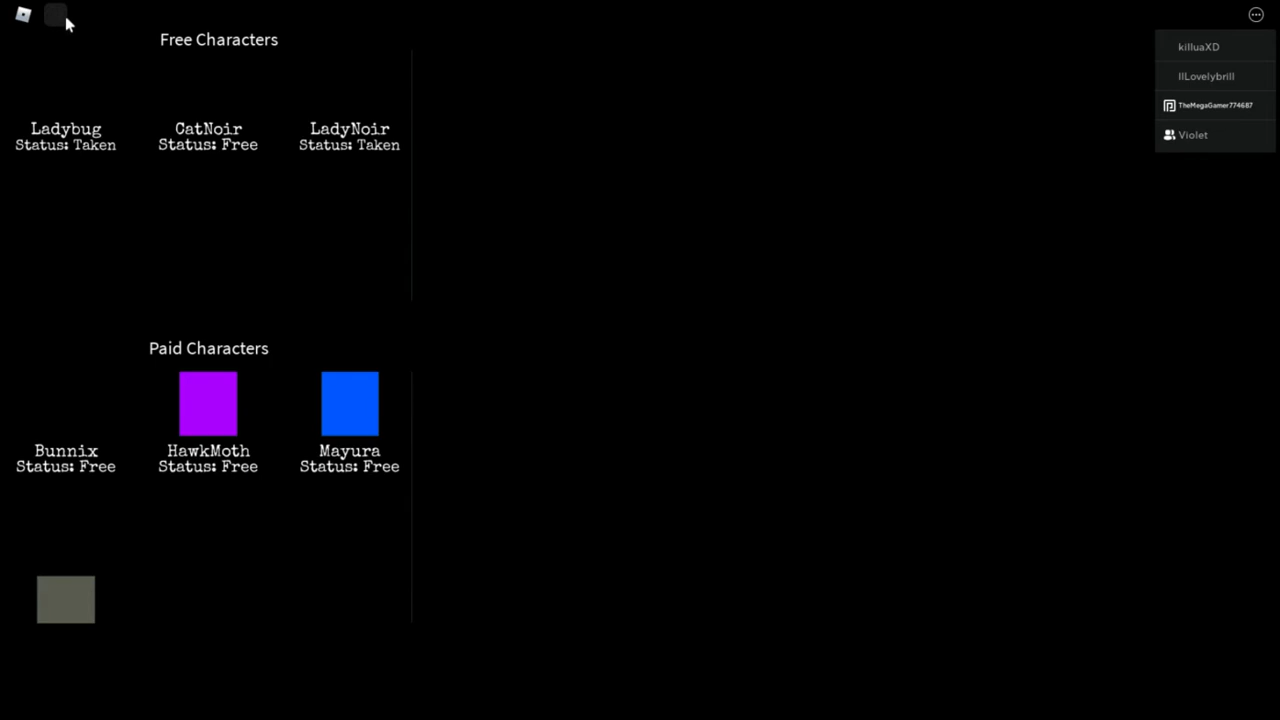 Free Characters
Ladybug
Status: Taken
CatNoir
Status: Free
LadyNoir
Status: Taken
Paid Characters
Bunnix
Status: Free
HawkMoth
Status: Free
Mayura
Status: Free
killuaXD
llLovelybrill
TheMegaGamer774687
Violet